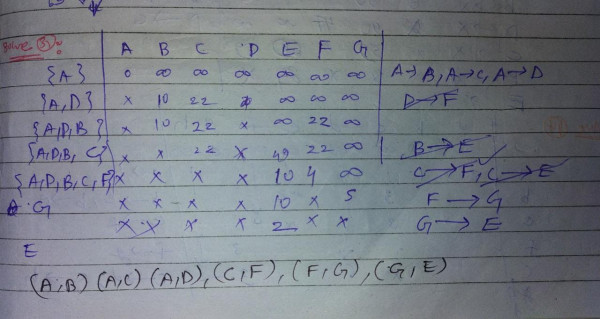 Solve ③:
A B C D E F G
{A} 0 ∞ ∞ ∞ ∞ ∞ ∞ A→B, A→C, A→D
{A,D} x 10 22 ∞ ∞ ∞ D→F
{A,D,B} x 10 22 x ∞ 22 ∞
{A,D,B,C} x x 22 x 49 22 ∞ B→E
{A,D,B,C,F} x x x x 10 4 ∞ C→F, C→E
G x x x x 10 x 5 F→G
x x x x 2 x x G→E
E
(A,B) (A,C) (A,D), (C,F), (F,G), (G,E)